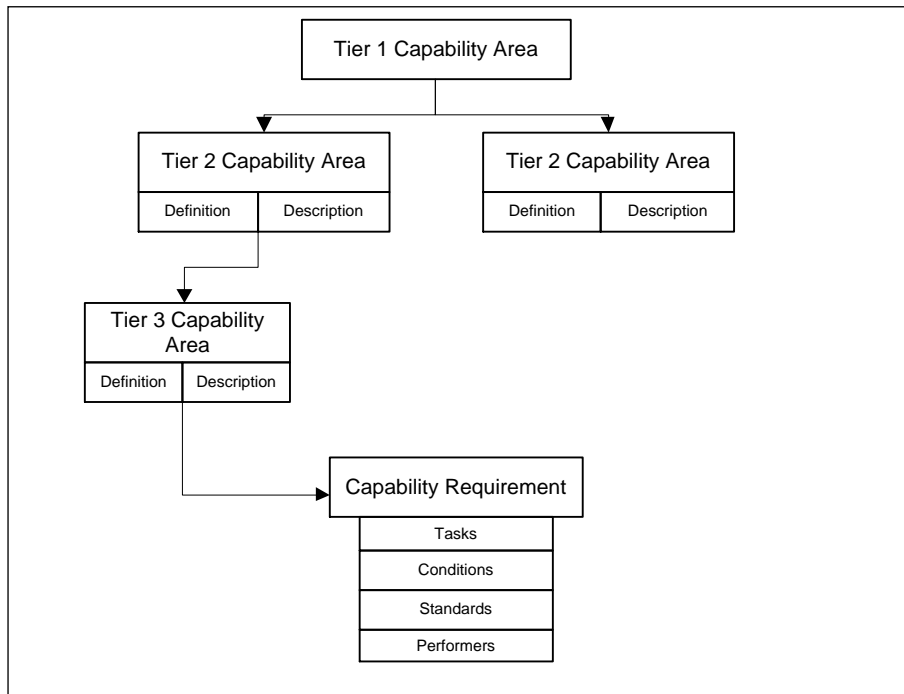 Tier 1 Capability Area
Tier 2 Capability Area
Definition
Description
Tier 2 Capability Area
Definition
Description
Tier 3 Capability
Area
Definition
Description
Capability Requirement
Tasks
Conditions
Standards
Performers